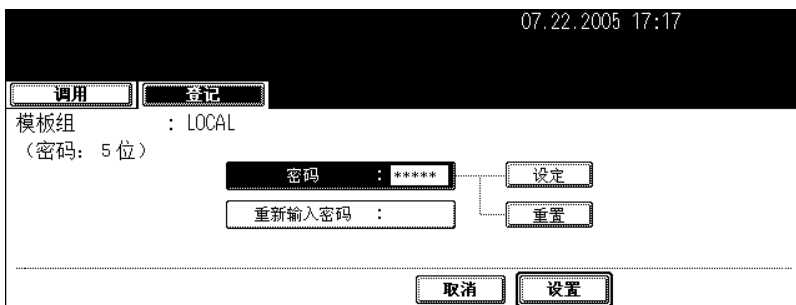 07.22.2005 17:17
调用 登记
模板组 : LOCAL
（密码: 5位）
密码 : ***** 设定
重新输入密码 : 重置
取消 设置